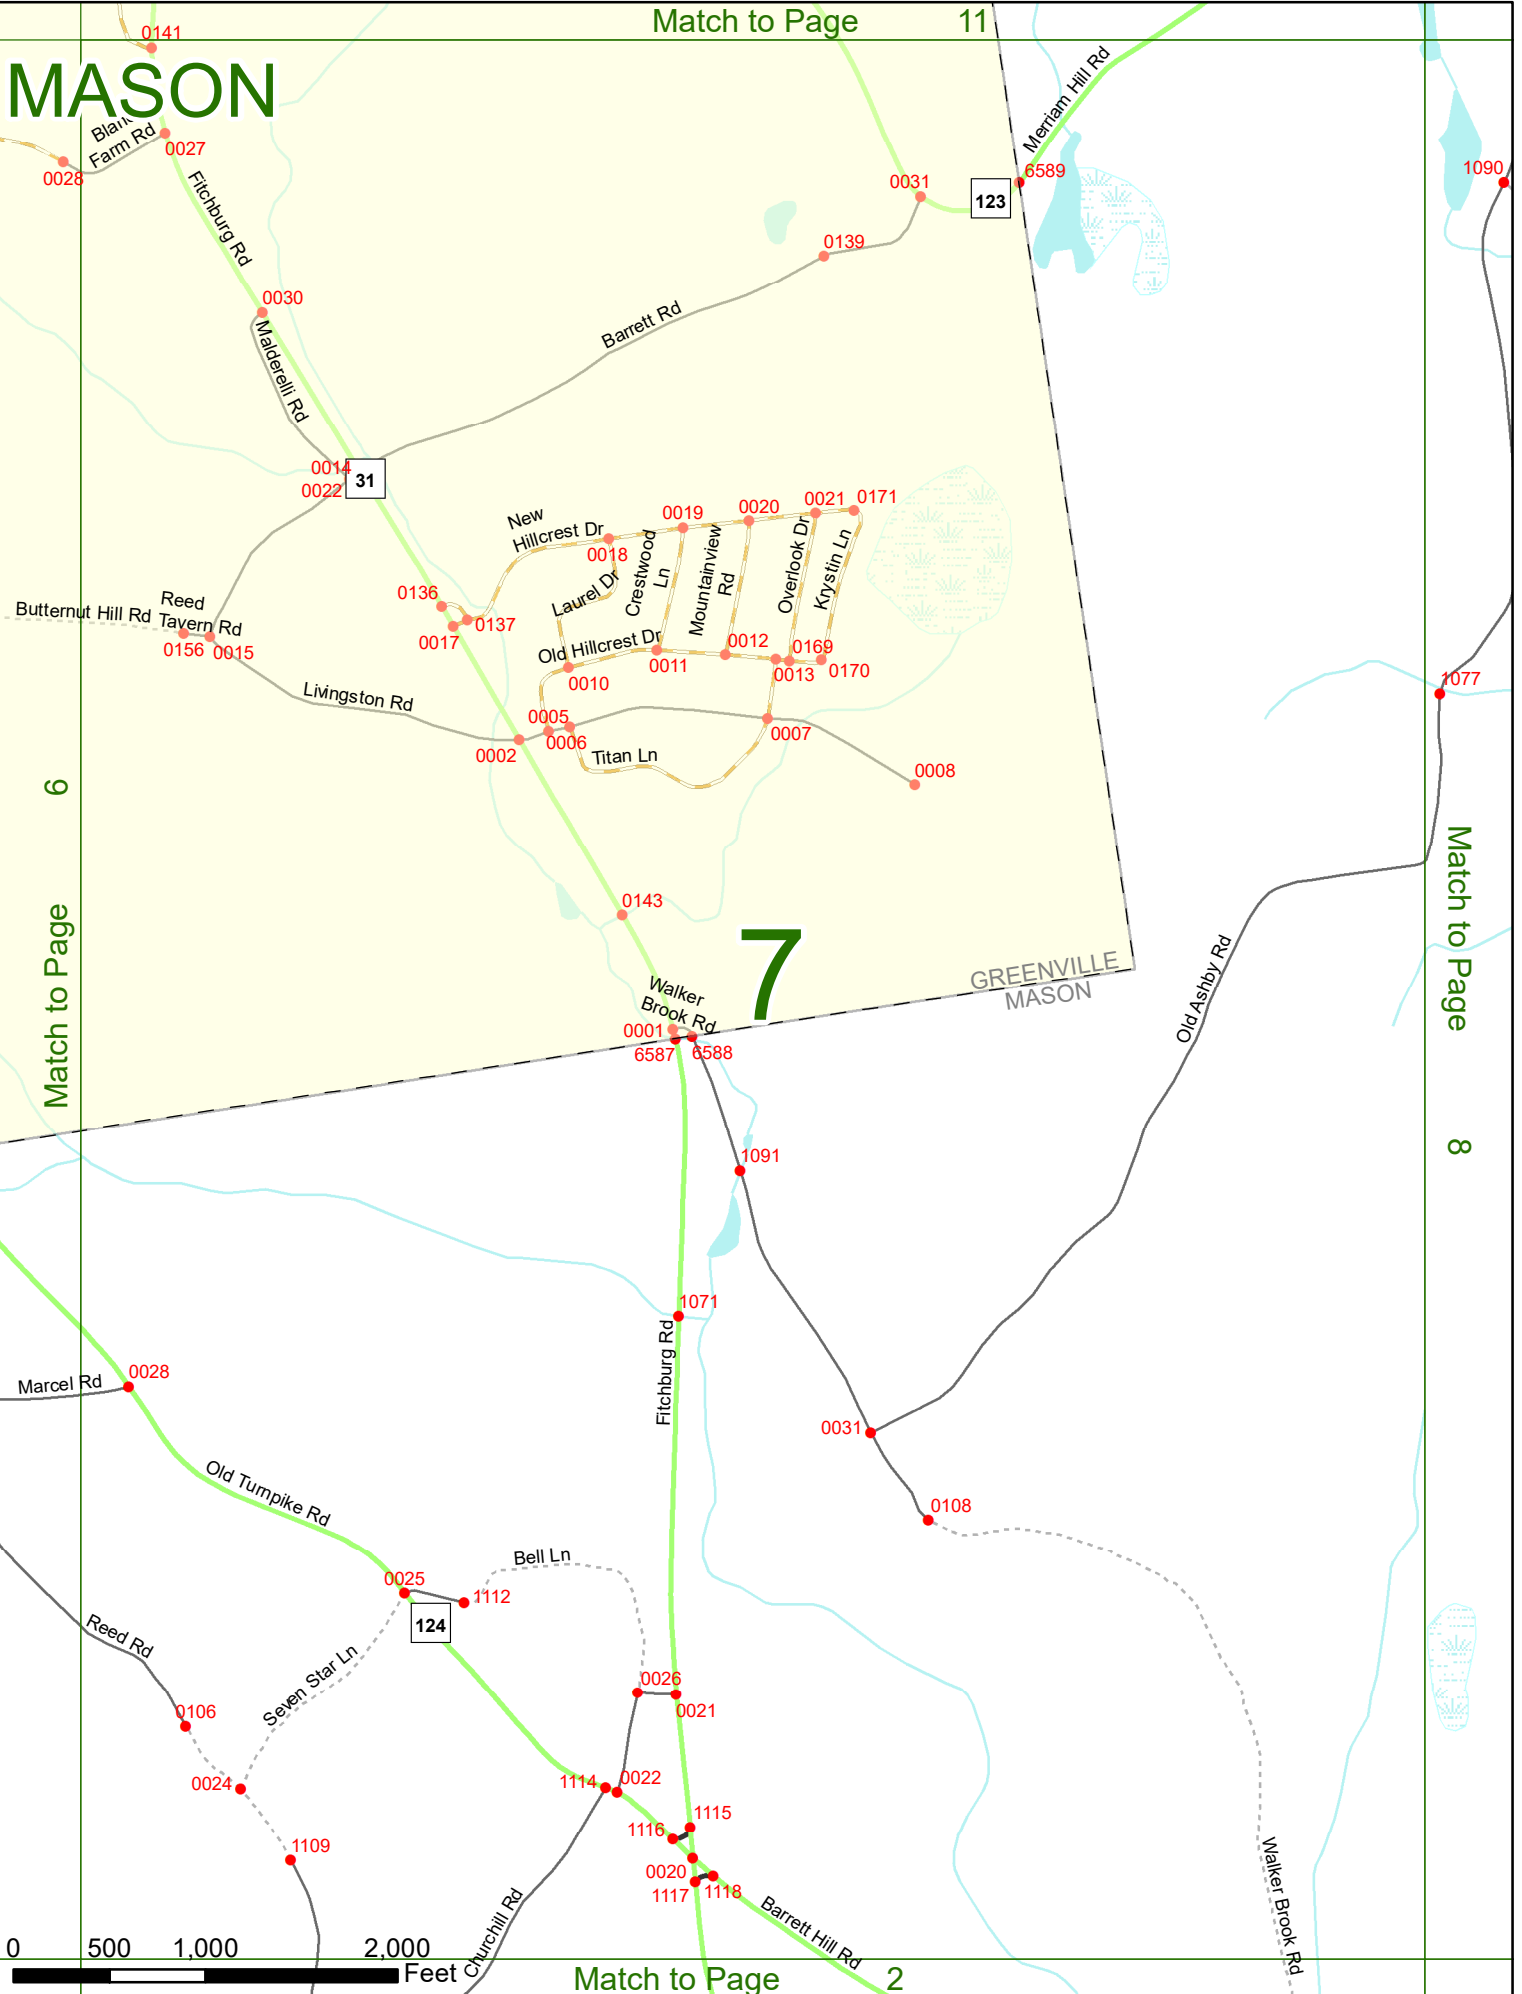 Match to Page 11
0141
MASON
Merriam Hill Rd
Farm Rd
0027
0028
6589
1090
0031
123
Fitchburg Rd
0139
0030
Barrett Rd
Malderelli Rd
0014
0022
31
New
Hillcrest Dr
0018
0019
0020
0021
0171
Crestwood
Ln
Mountainview
Rd
Overlook Dr
Krystin Ln
Laurel Dr
0136
0137
0017
Reed
Tavern Rd
Butternut Hill Rd
0156
0015
Old Hillcrest Dr
0010
0011
0012
0169
0013
0170
1077
Livingston Rd
0005
0006
0002
0007
Titan Ln
0008
6
Match to Page
Match to Page
8
0143
7
GREENVILLE
MASON
Old Ashby Rd
Walker
Brook Rd
0001
6587
6588
1091
1071
Fitchburg Rd
0028
Marcel Rd
0031
Old Turnpike Rd
0108
Bell Ln
0025
1112
124
Reed Rd
Seven Star Ln
0026
0021
0106
0024
1114
0022
1115
1116
1109
0020
1117
1118
Churchill Rd
Barrett Hill Rd
Walker Brook Rd
0 500 1,000 2,000
Feet
Match to Page 2